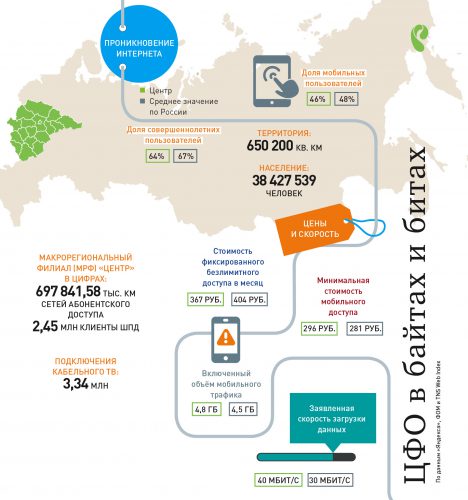 ПРОНИКНОВЕНИЕ
ИНТЕРНЕТА
Центр
Среднее значение
по России
Доля мобильных
пользователей
46%
48%
Доля совершеннолетних
пользователей
64%
67%
ТЕРРИТОРИЯ:
650 200 КВ. КМ
НАСЕЛЕНИЕ:
38 427 539
ЧЕЛОВЕК
ЦЕНЫ
И СКОРОСТЬ
МАКРОРЕГИОНАЛЬНЫЙ
ФИЛИАЛ (МРФ) «ЦЕНТР»
В ЦИФРАХ:
697 841,58 ТЫС. КМ
СЕТЕЙ АБОНЕНТСКОГО
ДОСТУПА
2,45 МЛН КЛИЕНТЫ ШПД
ПОДКЛЮЧЕНИЯ
КАБЕЛЬНОГО ТВ:
3,34 МЛН
Стоимость
фиксированного
безлимитного
доступа в месяц
367 РУБ.
404 РУБ.
Минимальная
стоимость
мобильного
доступа
296 РУБ.
281 РУБ.
Включенный
объём мобильного
трафика
4,8 ГБ
4,5 ГБ
Заявленная
скорость загрузки
данных
40 МБИТ/С
30 МБИТ/С
ЦФО в байтах и битах
По данным «Яндекса», ФОМ и TNS Web Index